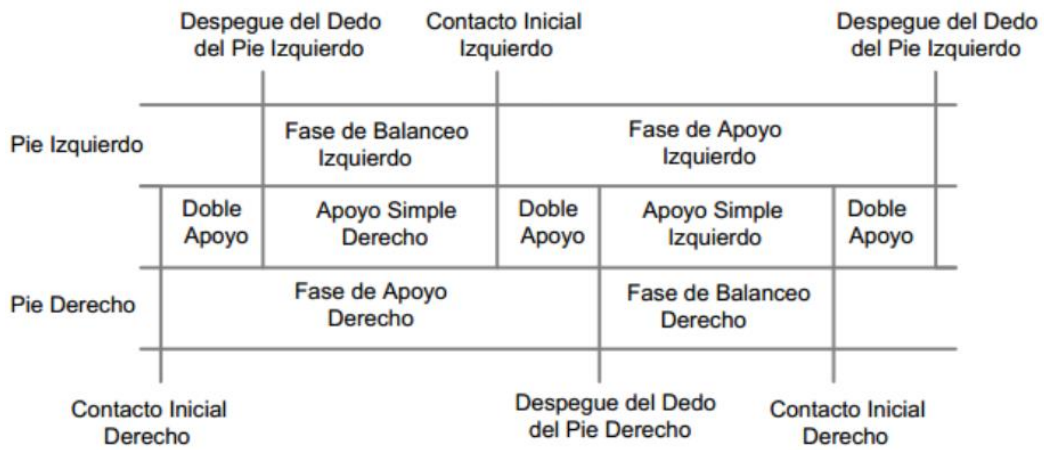 Despegue del Dedo
del Pie Izquierdo
Contacto Inicial
Izquierdo
Despegue del Dedo
del Pie Izquierdo
Pie Izquierdo
Fase de Balanceo
Izquierdo
Fase de Apoyo
Izquierdo
Doble
Apoyo
Apoyo Simple
Derecho
Doble
Apoyo
Apoyo Simple
Izquierdo
Doble
Apoyo
Pie Derecho
Fase de Apoyo
Derecho
Fase de Balanceo
Derecho
Contacto Inicial
Derecho
Despegue del Dedo
del Pie Derecho
Contacto Inicial
Derecho